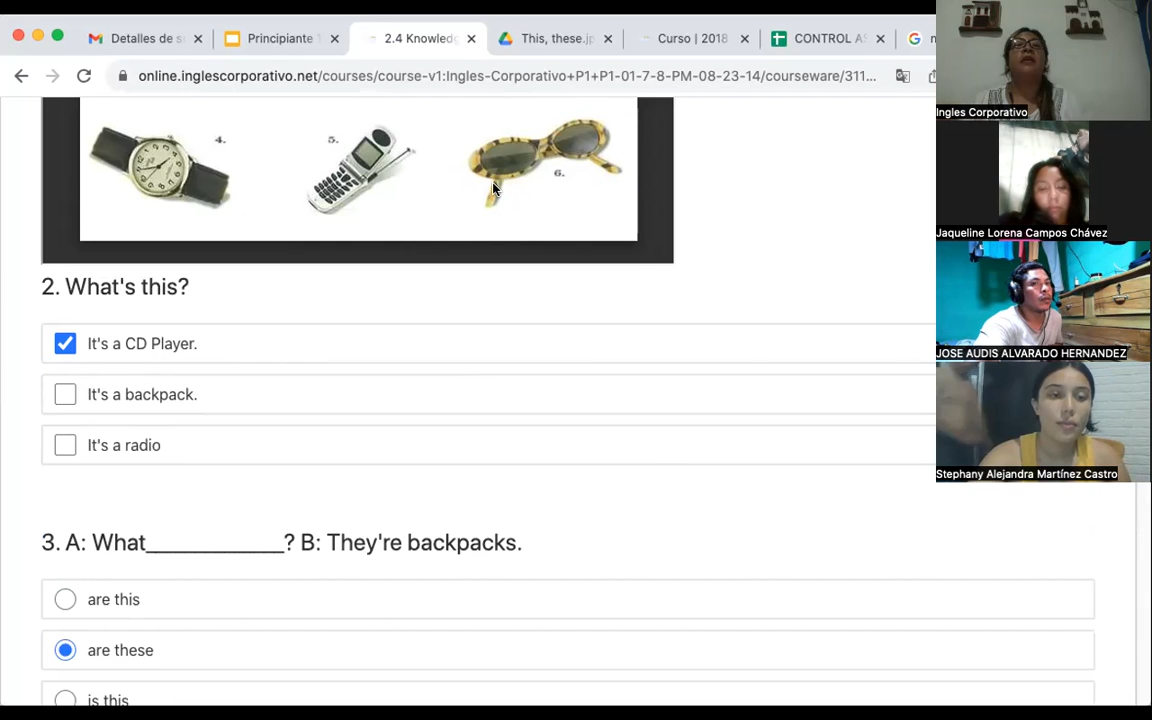 Detalles de s
Principiante
2.4 Knowled
This, these.j
Curso | 2018
CONTROL A
online.inglescorporativo.net/courses/course-v1:Ingles-Corporativo+P1+P1-01-7-8-PM-08-23-14/courseware/311...
4.
5.
6.
2. What's this?
It's a CD Player.
It's a backpack.
It's a radio
3. A: What____________? B: They're backpacks.
are this
are these
is this
Ingles Corporativo
Jaqueline Lorena Campos Chávez
JOSE AUDIS ALVARADO HERNANDEZ
Stephany Alejandra Martínez Castro